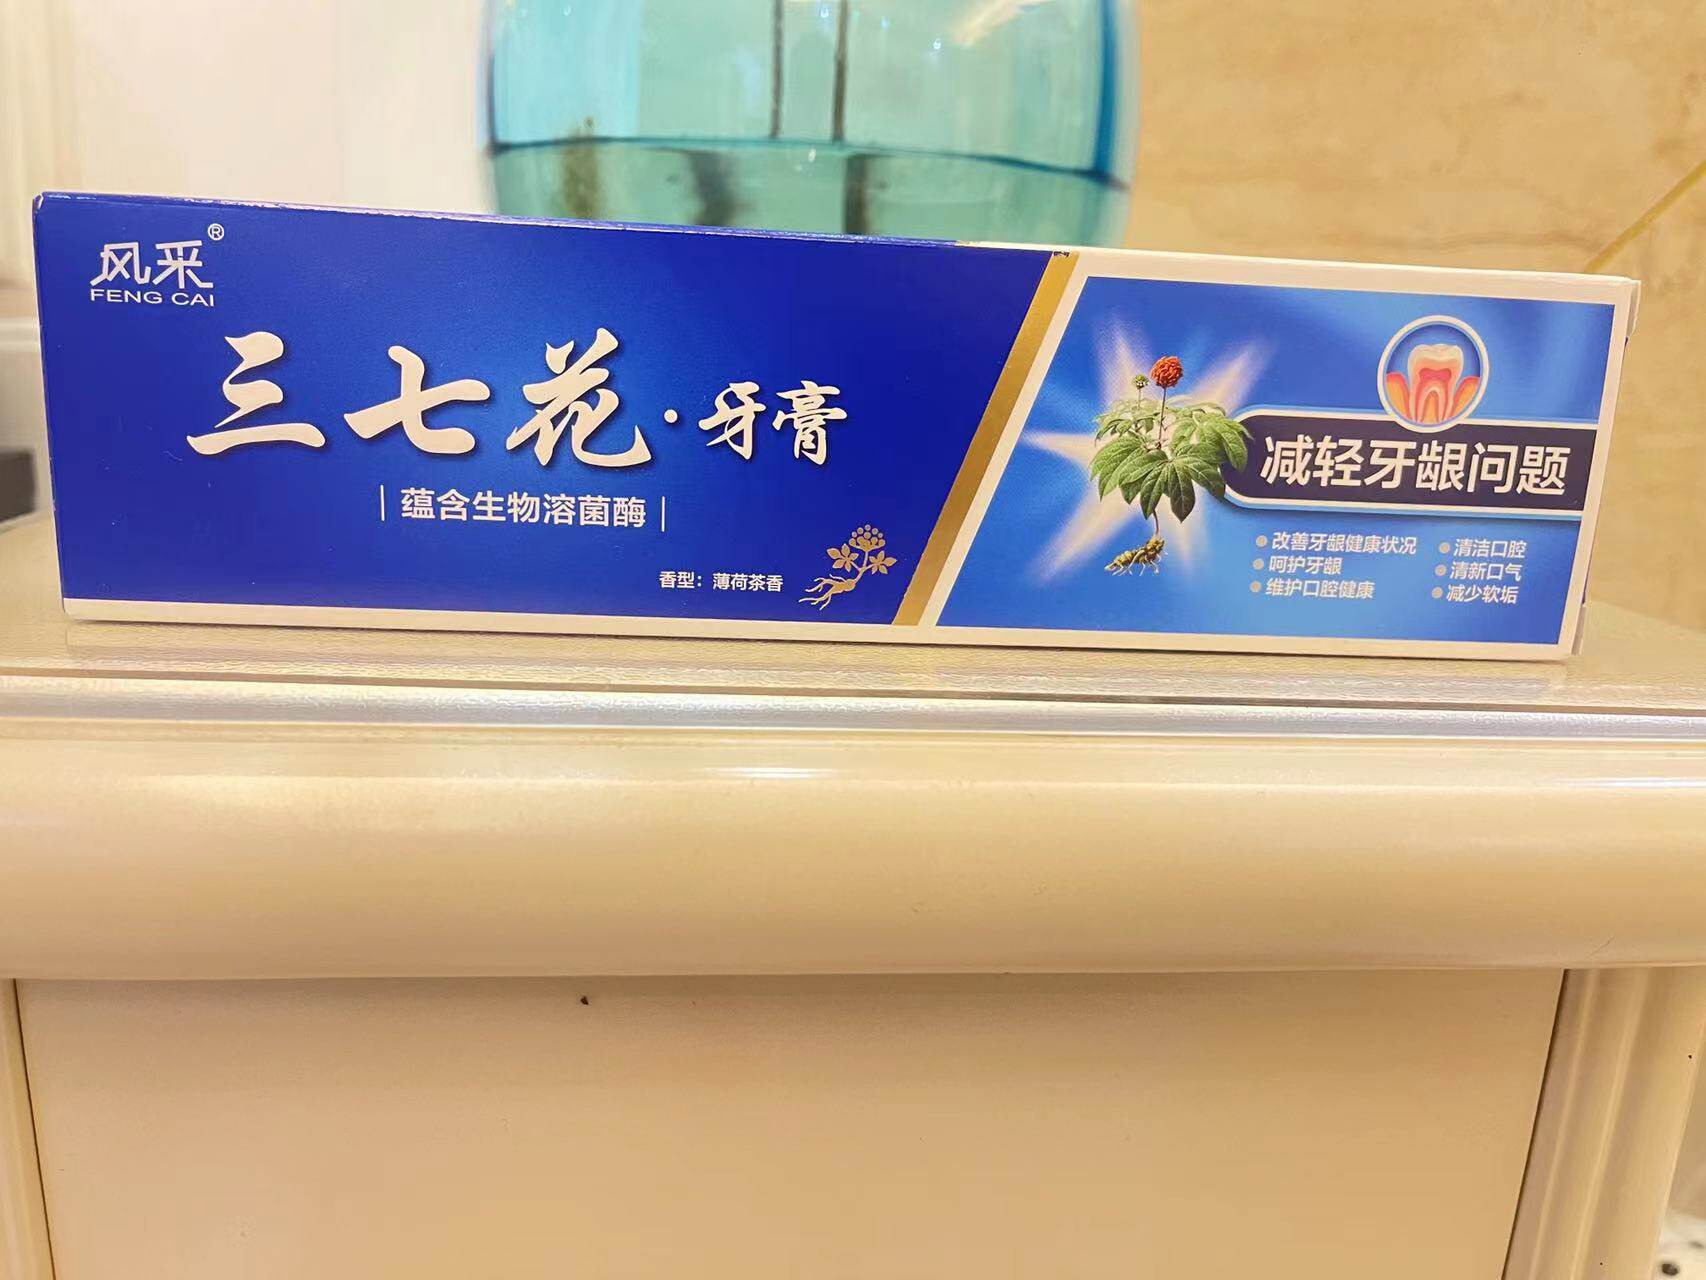 风采®
FENG CAI
三七花·牙膏
蕴含生物溶菌酶
香型：薄荷茶香
减轻牙龈问题
改善牙龈健康状况
呵护牙龈
维护口腔健康
清洁口腔
清新口气
减少软垢